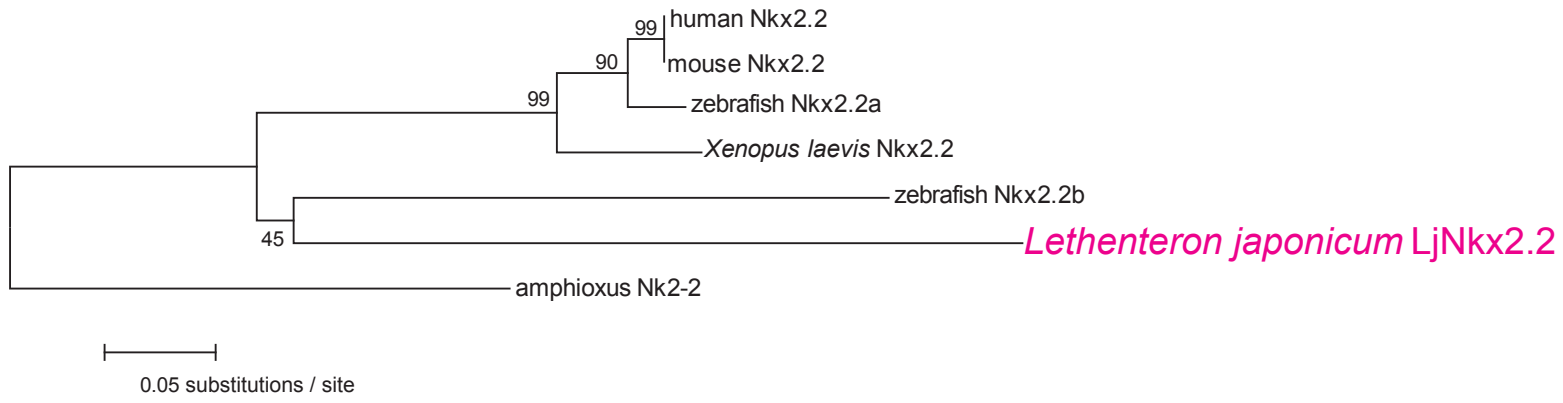 human Nkx2.2
99
mouse Nkx2.2
90
zebrafish Nkx2.2a
99
Xenopus laevis Nkx2.2
zebrafish Nkx2.2b
45
Lethenteron japonicum LjNkx2.2
amphioxus Nk2-2
0.05 substitutions / site